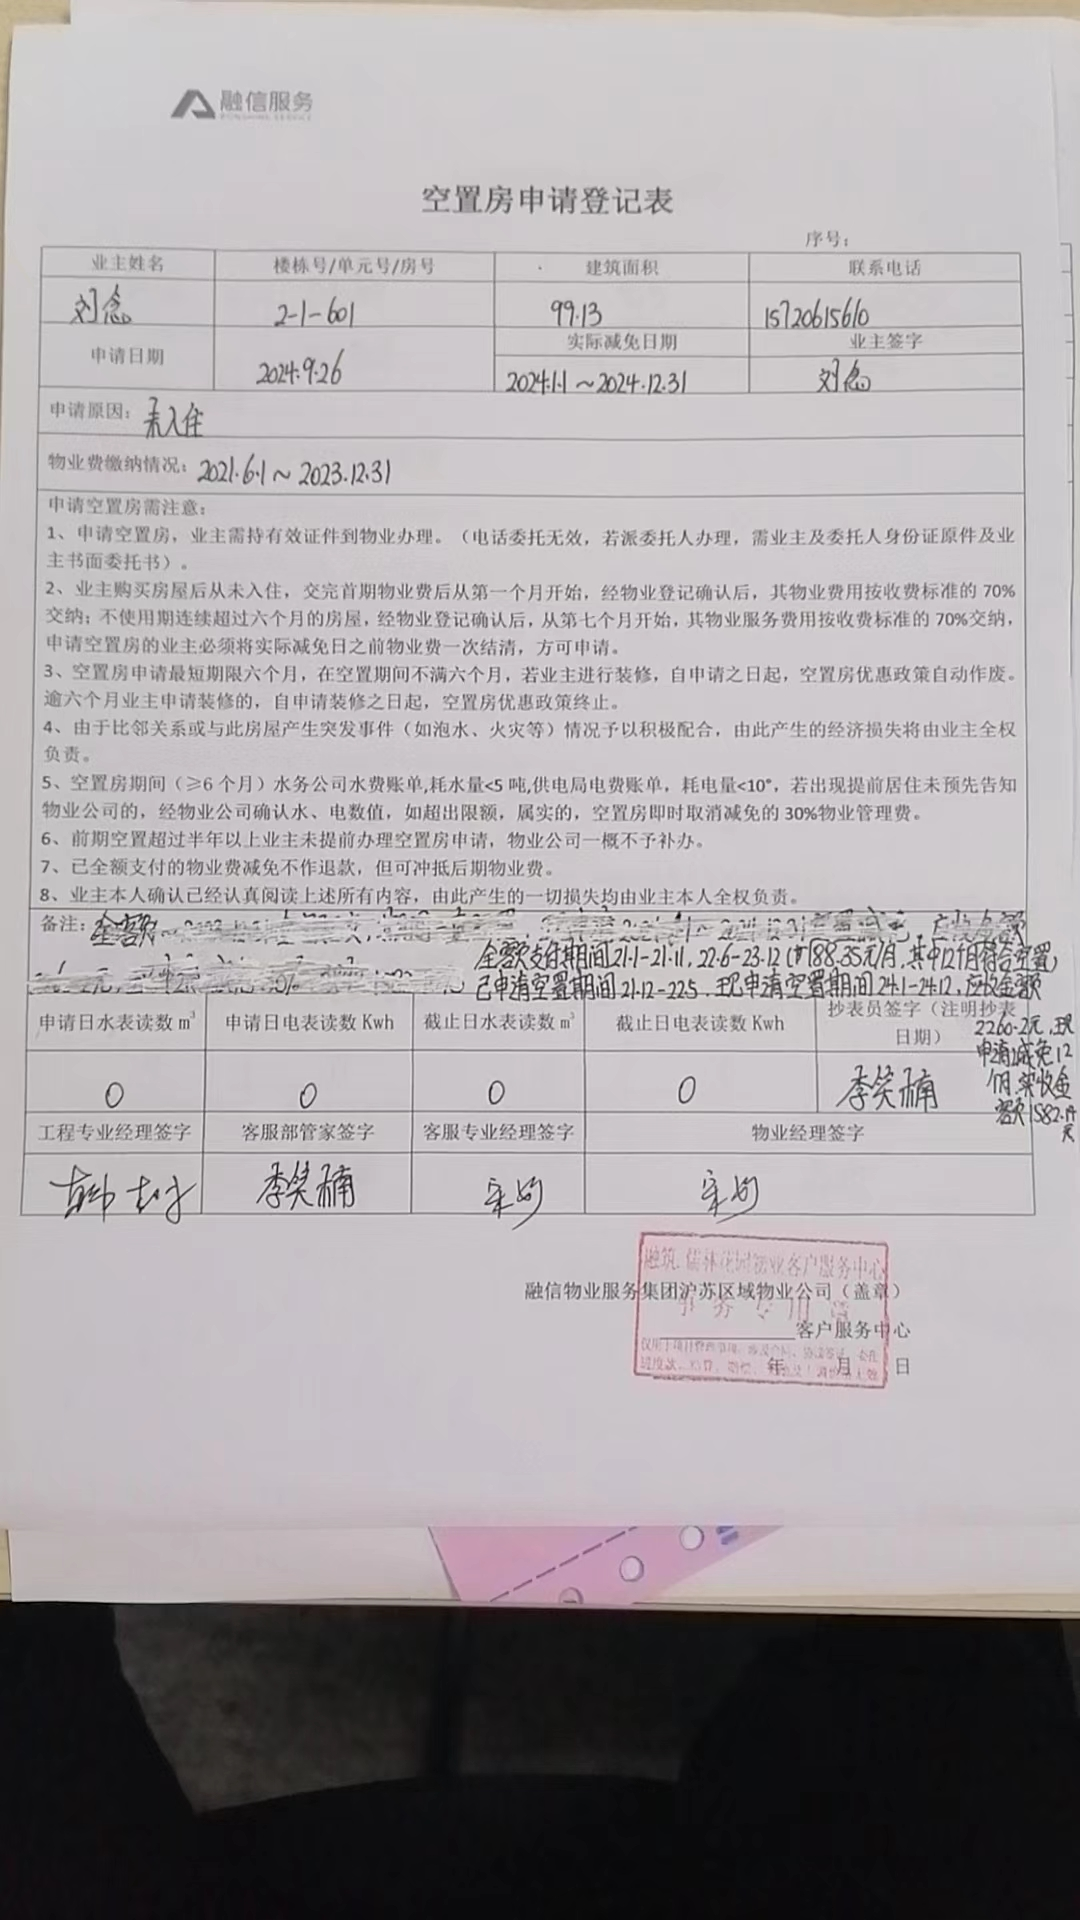 融信服务
空置房申请登记表
序号：
业主姓名 楼栋号/单元号/房号 建筑面积 联系电话
刘念 2-1-601 99.13 15720615610
申请日期 2024.9.26 实际减免日期 业主签字
2024.1.1～2024.12.31 刘念
申请原因：未入住
物业费缴纳情况：2021.6.1～2023.12.31
申请空置房需注意：
1、申请空置房，业主需持有效证件到物业办理。（电话委托无效，若派委托人办理，需业主及委托人身份证原件及业
主书面委托书）。
2、业主购买房屋后从未入住，交完首期物业费后从第一个月开始，经物业登记确认后，其物业费用按收费标准的 70%
交纳；不使用期连续超过六个月的房屋，经物业登记确认后，从第七个月开始，其物业服务费用按收费标准的 70%交纳，
申请空置房的业主必须将实际减免日之前物业费一次结清，方可申请。
3、空置房申请最短期限六个月，在空置期间不满六个月，若业主进行装修，自申请之日起，空置房优惠政策自动作废。
逾六个月业主申请装修的，自申请装修之日起，空置房优惠政策终止。
4、由于比邻关系或与此房屋产生突发事件（如泡水、火灾等）情况予以积极配合，由此产生的经济损失将由业主全权
负责。
5、空置房期间（≥6 个月）水务公司水费账单,耗水量<5 吨,供电局电费账单，耗电量<10°，若出现提前居住未预先告知
物业公司的，经物业公司确认水、电数值，如超出限额，属实的，空置房即时取消减免的 30%物业管理费。
6、前期空置超过半年以上业主未提前办理空置房申请，物业公司一概不予补办。
7、已全额支付的物业费减免不作退款，但可冲抵后期物业费。
8、业主本人确认已经认真阅读上述所有内容，由此产生的一切损失均由业主本人全权负责。
备注：
全额支付期间21.1-21.11，22.6-23.12（计188.35元/月，其中12个月符合空置）
已申请空置期间21.12-22.5，现申请空置期间24.1-24.12，应收金额
2260.2元，现
申请减免12
个月，实收金
额1582.14
元
申请日水表读数 m³ 申请日电表读数 Kwh 截止日水表读数 m³ 截止日电表读数 Kwh 抄表员签字（注明抄表
日期）
0 0 0 0 李笑楠
工程专业经理签字 客服部管家签字 客服专业经理签字 物业经理签字
李笑楠
融筑.儒林花园物业客户服务中心
融信物业服务集团沪苏区域物业公司（盖章）
客户服务中心
年 月 日